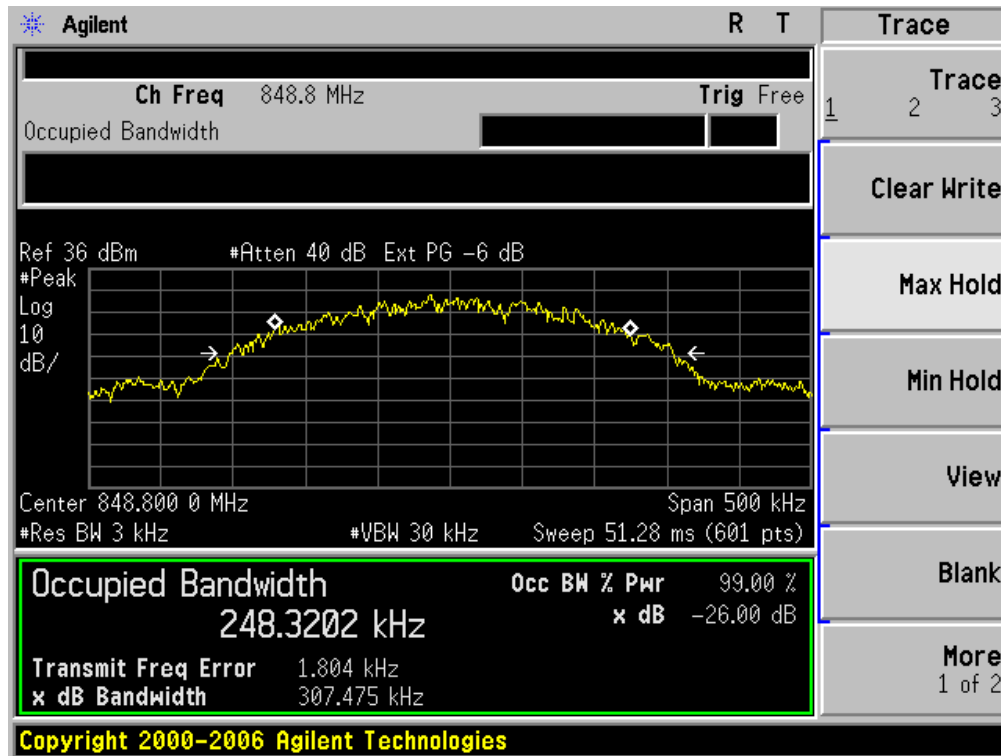 Agilent R T
Ch Freq 848.8 MHz Trig Free
Occupied Bandwidth
Ref 36 dBm #Atten 40 dB Ext PG -6 dB
#Peak
Log
10
dB/
Center 848.800 0 MHz Span 500 kHz
#Res BW 3 kHz #VBW 30 kHz Sweep 51.28 ms (601 pts)
Occupied Bandwidth
248.3202 kHz
Occ BW % Pwr 99.00 %
x dB -26.00 dB
Transmit Freq Error 1.804 kHz
x dB Bandwidth 307.475 kHz
Copyright 2000-2006 Agilent Technologies
Trace
Trace
1 2 3
Clear Write
Max Hold
Min Hold
View
Blank
More
1 of 2